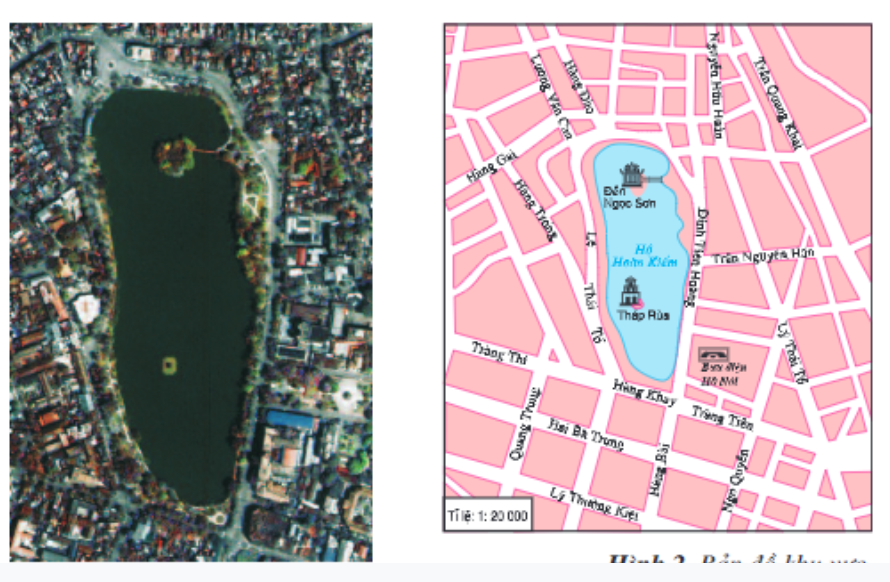 Nguyễn Hữu Huân
Trần Quang Khải
Hàng Đào
Lương Văn Can
Hàng Gai
Hàng Trống
Đền
Ngọc Sơn
Lê Thái Tổ
Đinh Tiên Hoàng
Hồ
Hoàn Kiếm
Trần Nguyên Hãn
Tháp Rùa
Lý Thái Tổ
Bưu điện
Hà Nội
Tràng Thi
Hàng Khay
Tràng Tiền
Quang Trung
Hai Bà Trưng
Hàng Bài
Ngô Quyền
Lý Thường Kiệt
Tỉ lệ: 1: 20 000
Hình 2. Bản đồ khu vực